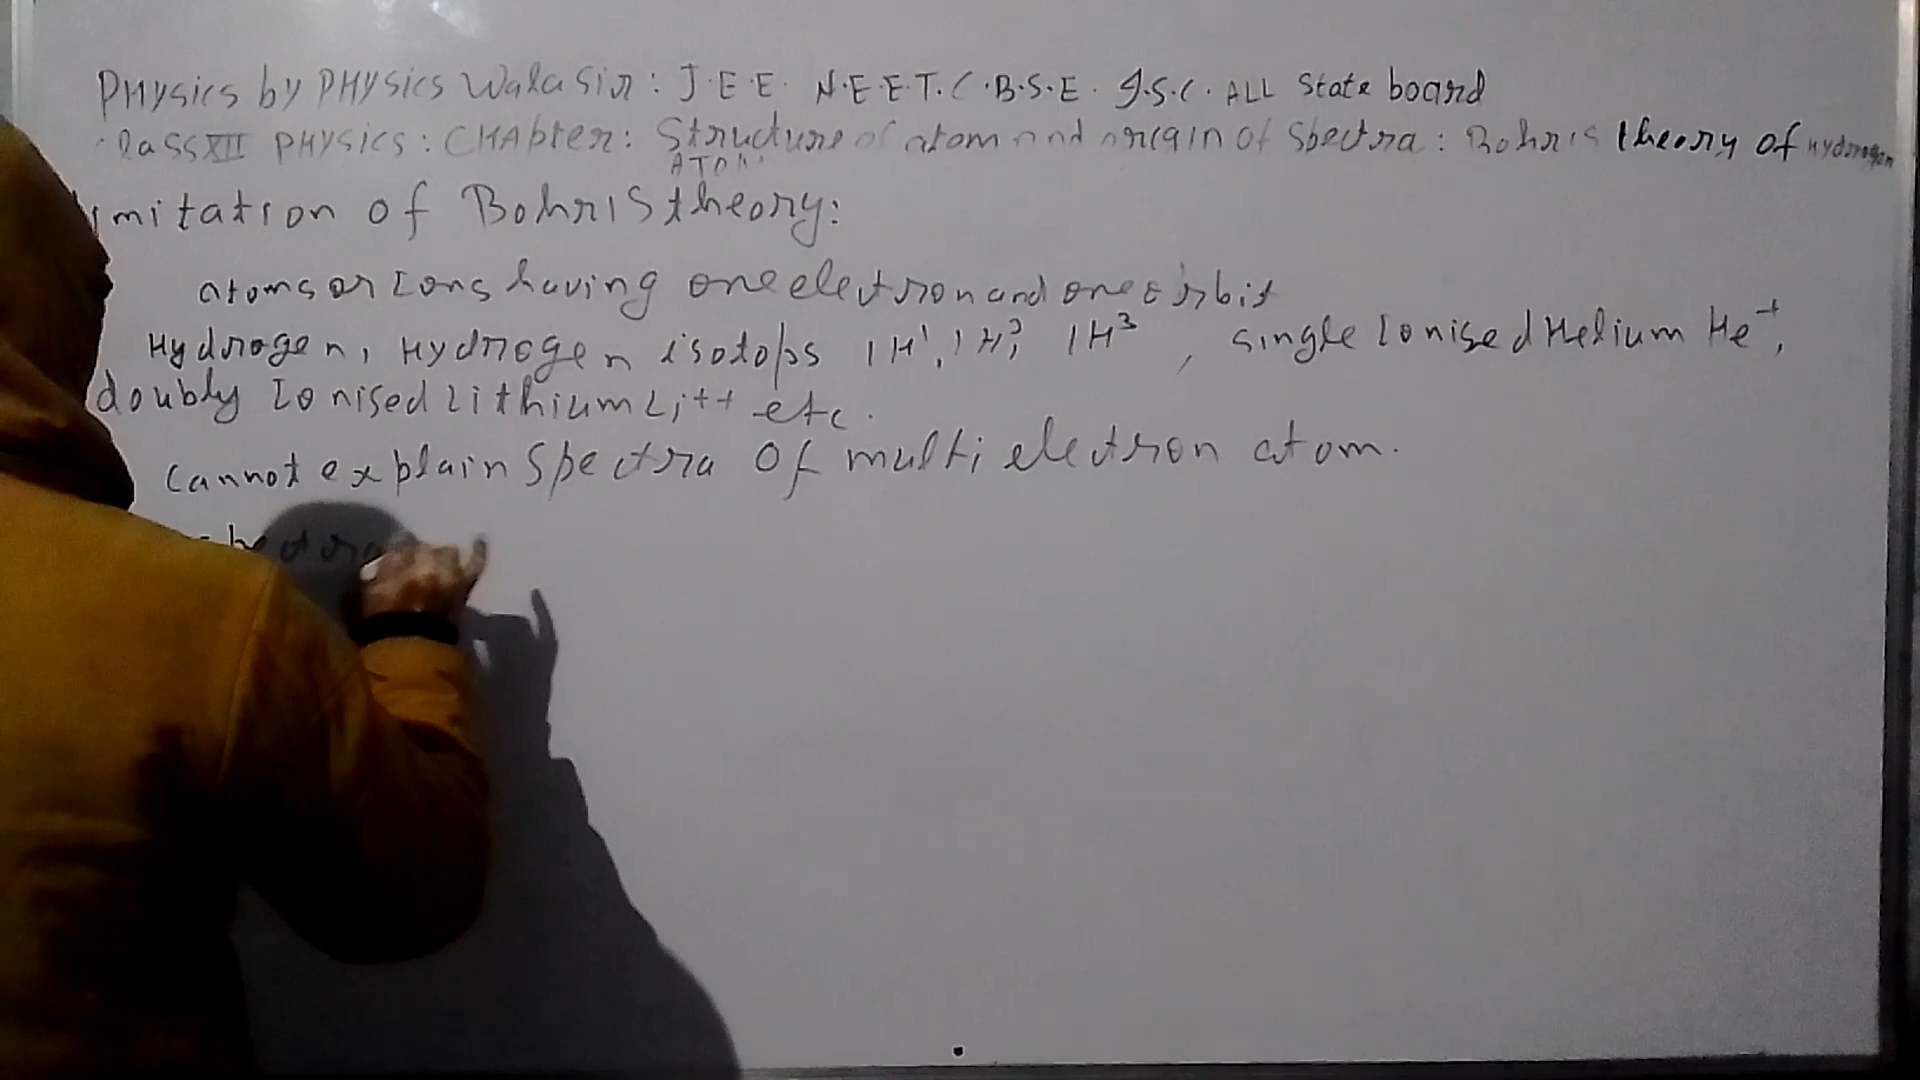 PHysics by PHysics Wala Sir : J.E.E. N.E.E.T. C.B.S.E. I.S.C. ALL State board
lass XII PHYSICS : CHApter : Structure of atom and origin of Spectra : Bohr's theory of Hydrogen
ATOM
imitation of Bohr's theory:
atoms or Ions having one electron and one orbit
Hydrogen, Hydrogen isotops 1H1, 1H2, 1H3, single Ionised Helium He+,
doubly Ionised Lithium Li++ etc.
cannot explain Spectra Of multi electron atom.